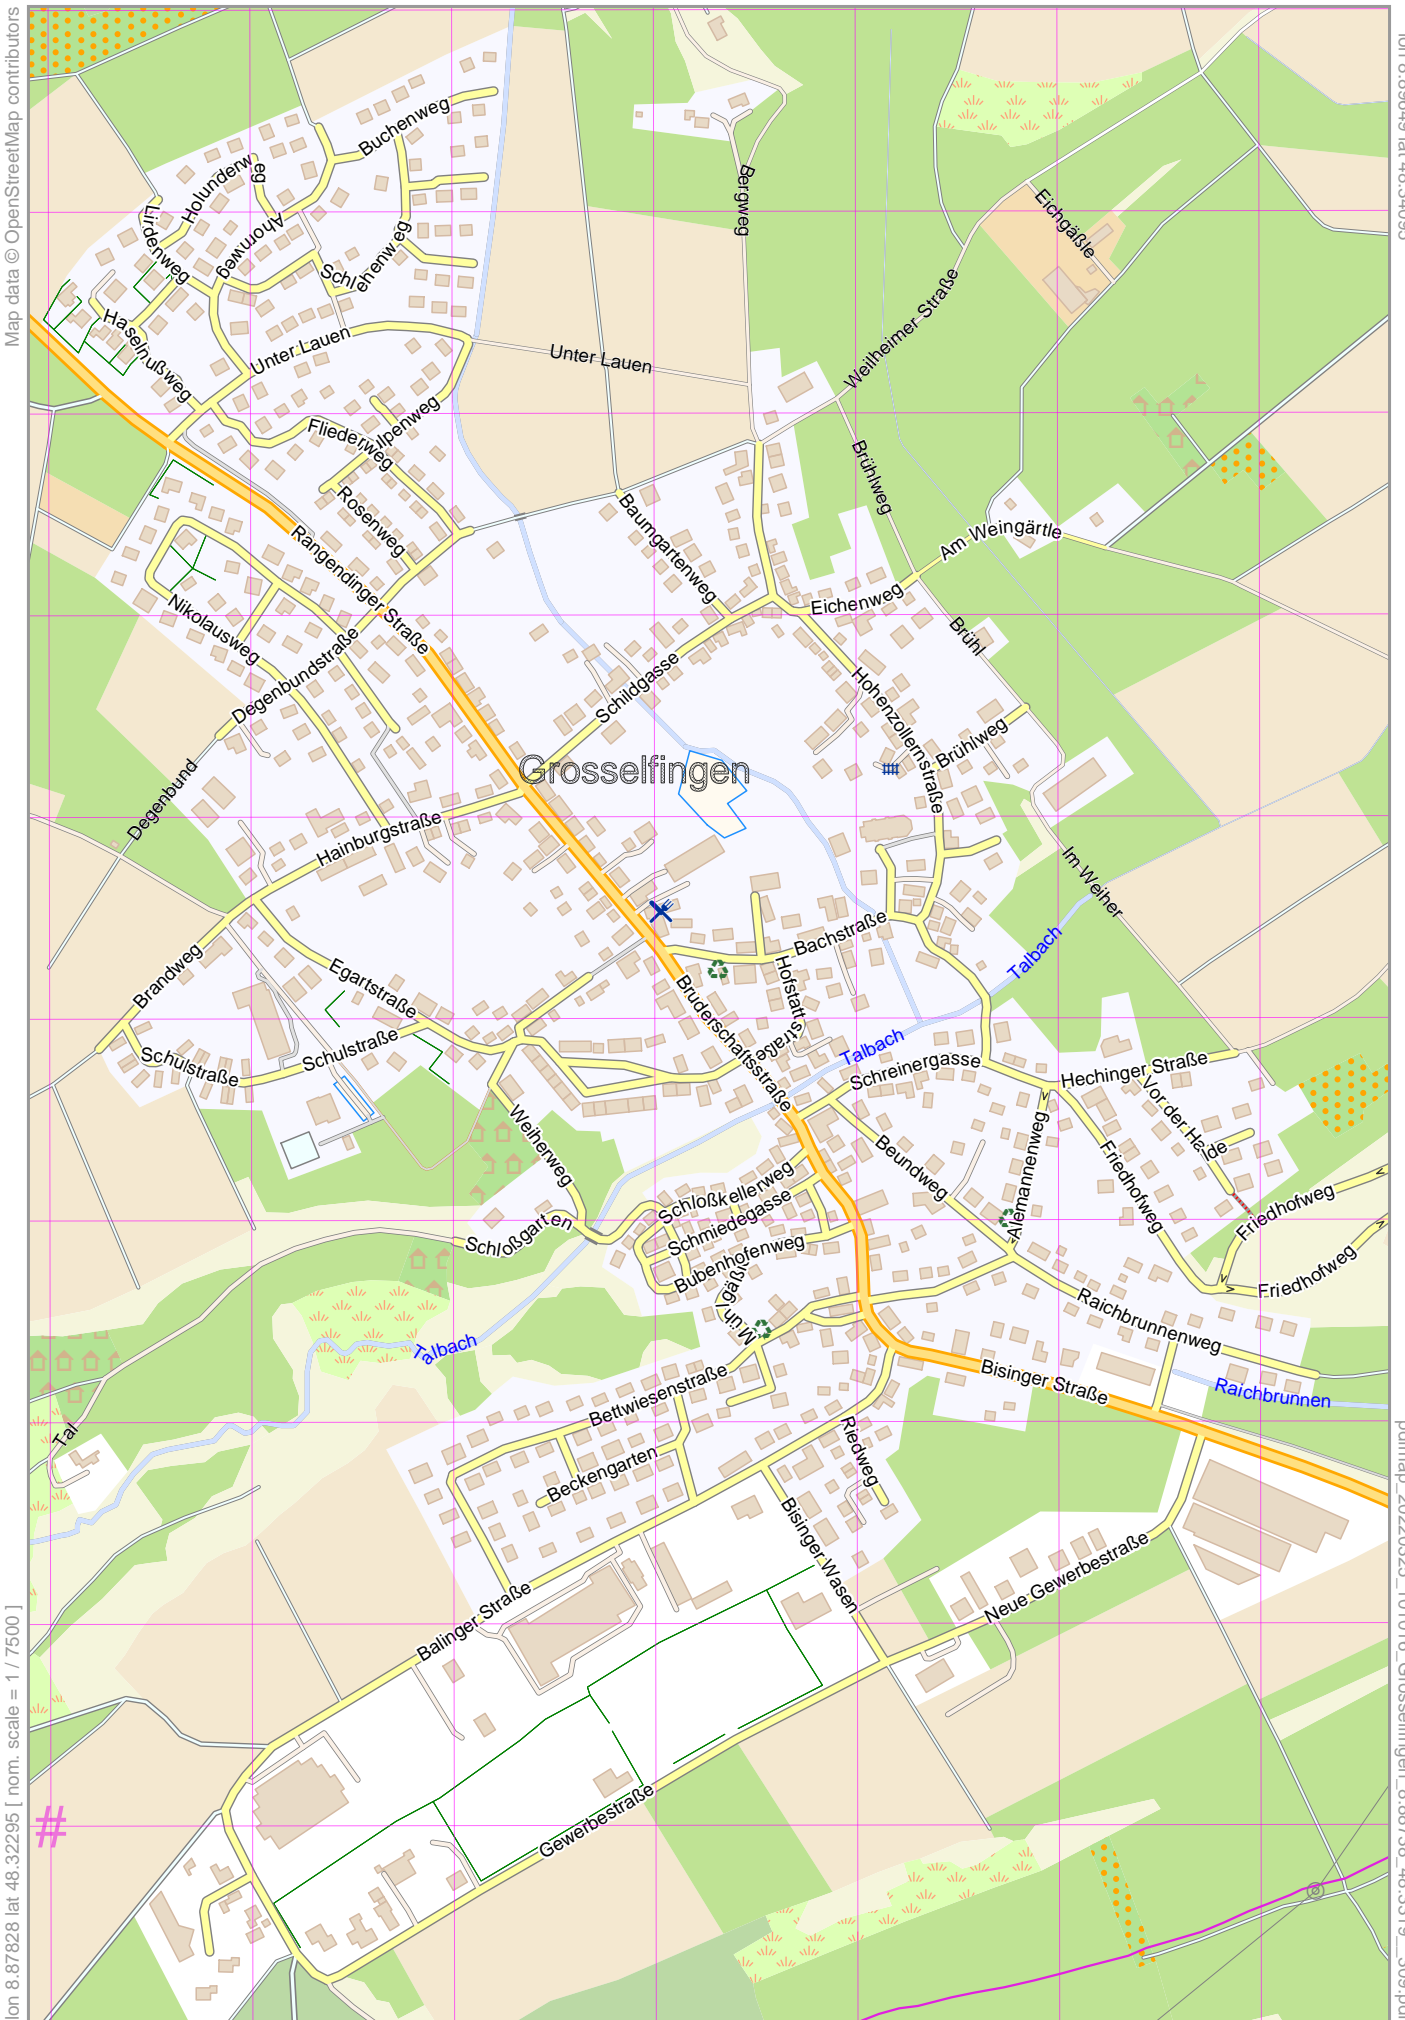 Map data © OpenStreetMap contributors
lon 8.87828 lat 48.32295 [ nom. scale = 1 / 7500 ]
Buchenweg
Holunderweg
Ahornweg
Lindenweg
Schlehenweg
Haselnußweg
Unter Lauen
Unter Lauen
Bergweg
Eichgäßle
Weilheimer Straße
Fliederweg
Rosenweg
Brühlweg
Baumgartenweg
Am Weingärtle
Rangendinger Straße
Eichenweg
Nikolausweg
Brühl
Degenbundstraße
Schildgasse
Hohenzollernstraße
Brühlweg
Grosselfingen
Degenbund
Hainburgstraße
Im Weiher
Bachstraße
Talbach
Brandweg
Egartstraße
Hofstattstraße
Bruderschaftsstraße
Schulstraße
Schulstraße
Talbach
Schreinergasse
Hechinger Straße
Vor der Halde
Weiherweg
Beundweg
Alemannenweg
Friedhofweg
Friedhofweg
Friedhofweg
Schloßkellerweg
Schmiedegasse
Schloßgarten
Bubenhofenweg
Mühlgäßle
Raichbrunnenweg
Talbach
Bisinger Straße
Raichbrunnen
Bettwiesenstraße
Tal
Riedweg
Beckengarten
Bisinger Wasen
Neue Gewerbestraße
Balinger Straße
Gewerbestraße
#